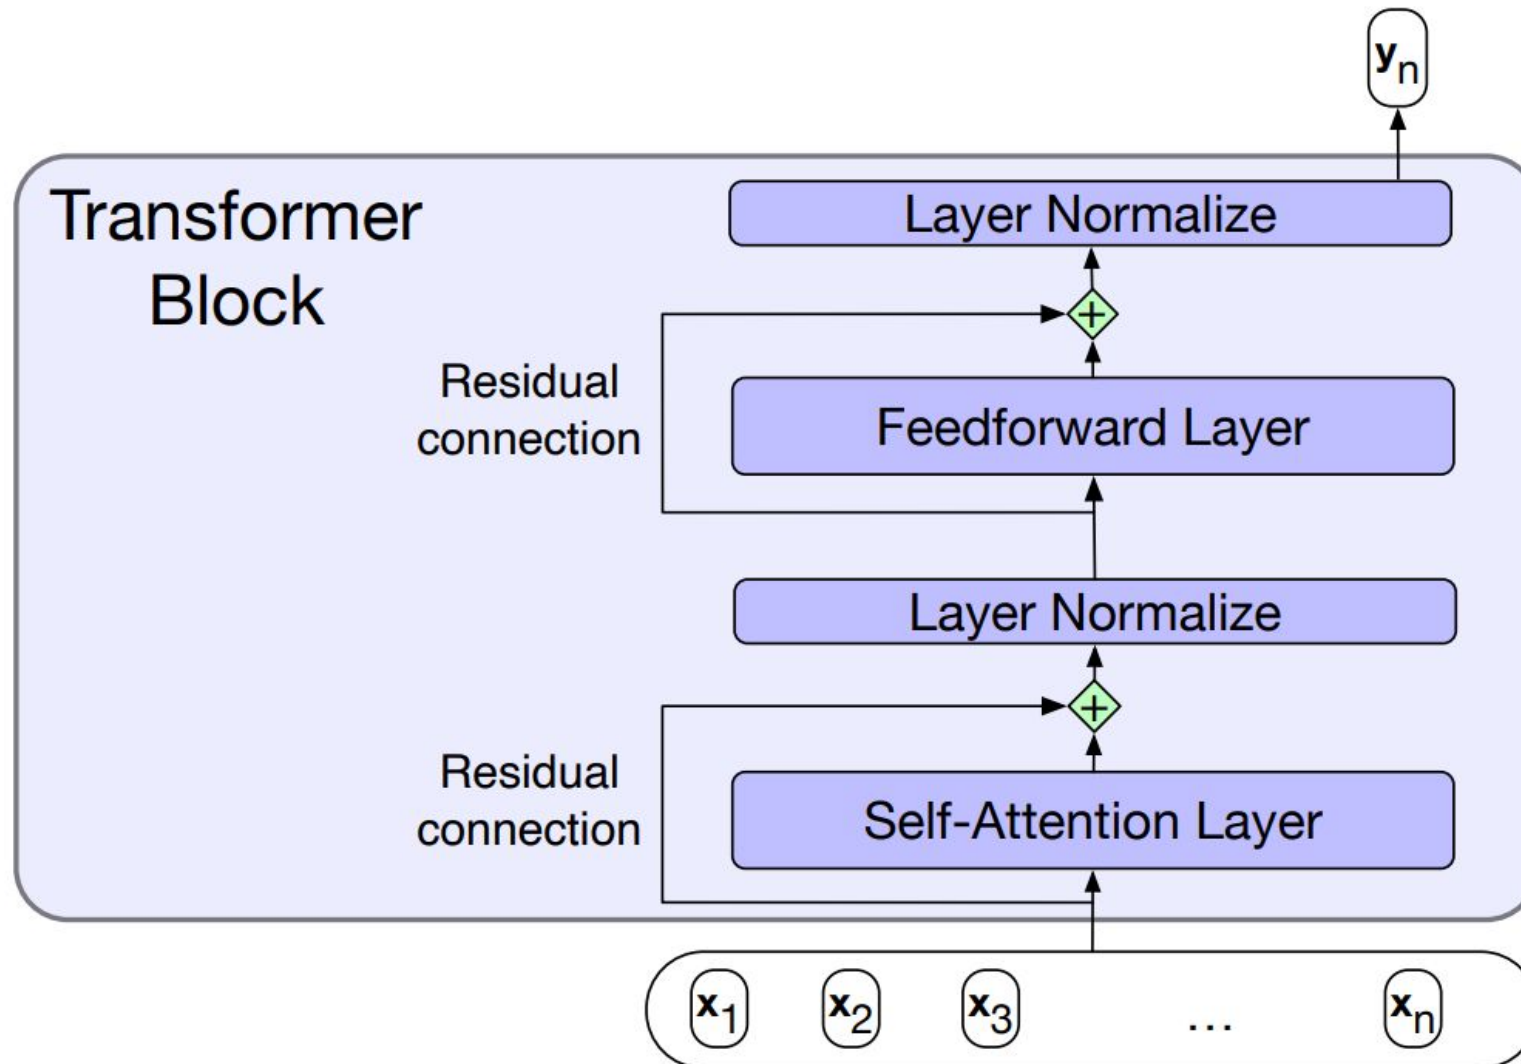 yn
Transformer
Block
Layer Normalize
+
Residual
connection
Feedforward Layer
Layer Normalize
+
Residual
connection
Self-Attention Layer
x1 x2 x3 ... xn